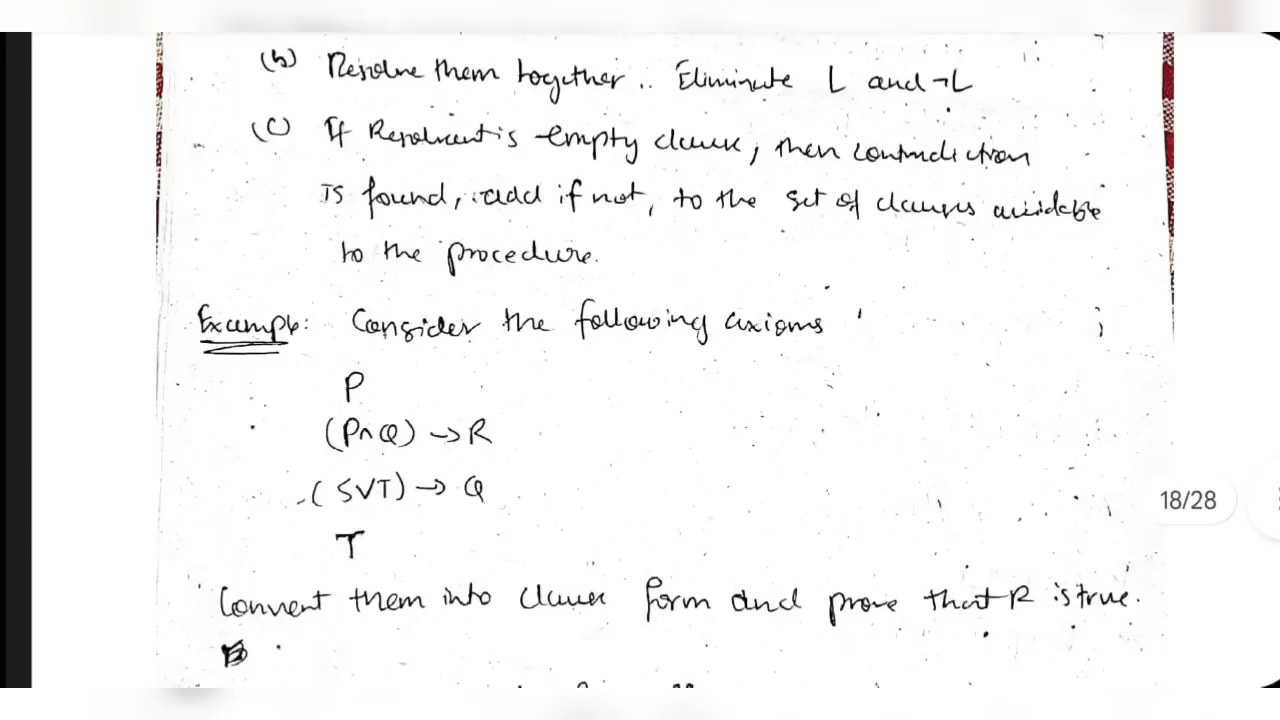 (b) Resolve them together.. Eliminate L and ¬L
(c) If Resolvent is empty clause, then contradiction
is found, add if not, to the set of clauses available
to the procedure.
Example: Consider the following axioms
P
(P∧Q) → R
(S∨T) → Q
T
Convert them into clause form and prove that R is true.
18/28